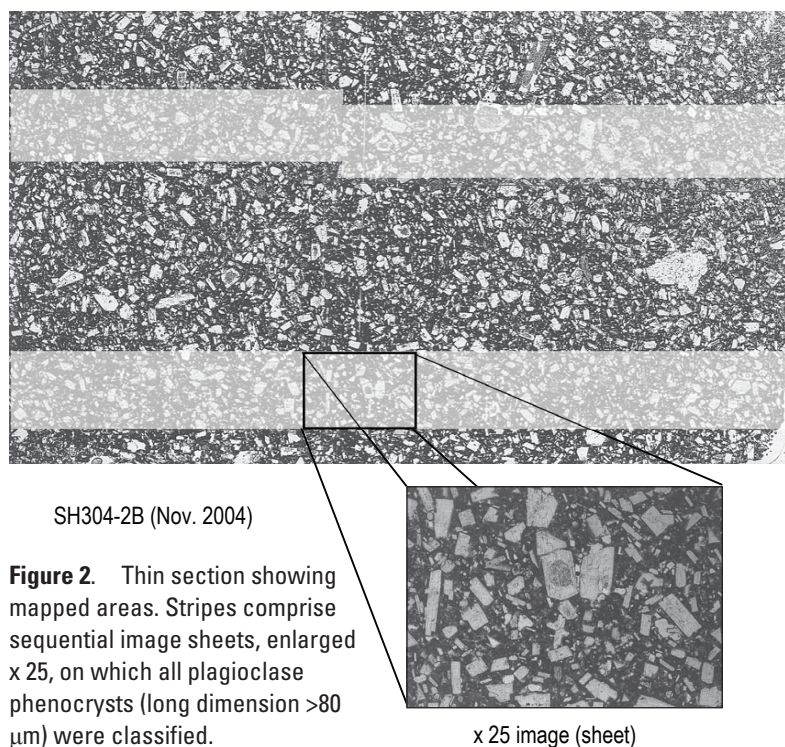 SH304-2B (Nov. 2004)
Figure 2. Thin section showing
mapped areas. Stripes comprise
sequential image sheets, enlarged
x 25, on which all plagioclase
phenocrysts (long dimension >80
μm) were classified.
x 25 image (sheet)